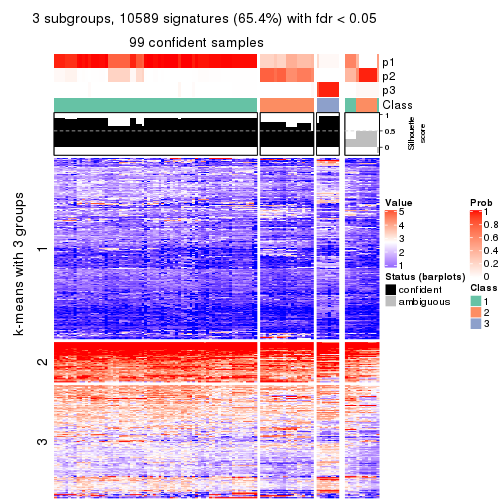 3 subgroups, 10589 signatures (65.4%) with fdr < 0.05
99 confident samples
p1
p2
p3
Class
1
0.5
0
Silhouette
score
k-means with 3 groups
1
2
3
Value
5
4
3
2
1
Status (barplots)
confident
ambiguous
Prob
1
0.8
0.6
0.4
0.2
0
Class
1
2
3